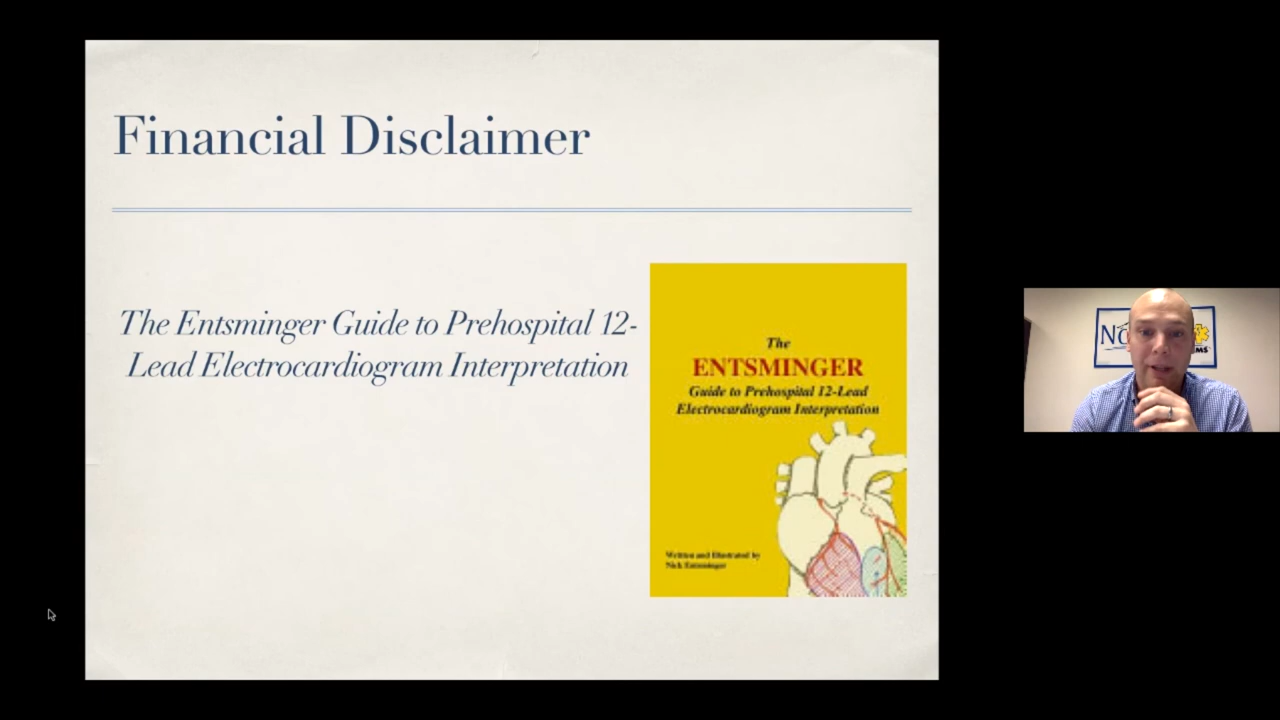 Financial Disclaimer
The Entsminger Guide to Prehospital 12-
Lead Electrocardiogram Interpretation
The
ENTSMINGER
Guide to Prehospital 12-Lead
Electrocardiogram Interpretation
Written and Illustrated by
Nick Entsminger